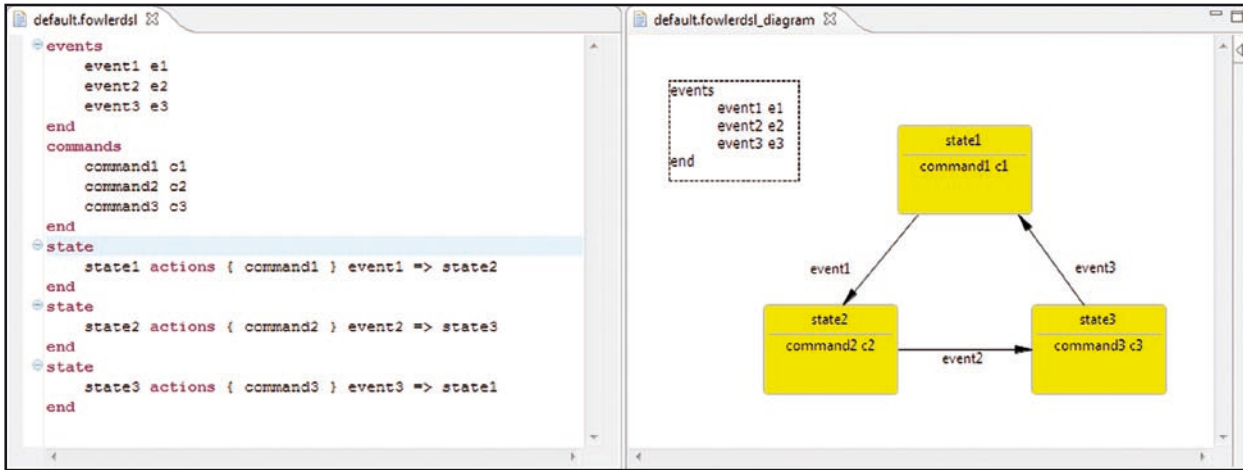 default.fowlerdsl
events
event1 e1
event2 e2
event3 e3
end
commands
command1 c1
command2 c2
command3 c3
end
state
state1 actions { command1 } event1 => state2
end
state
state2 actions { command2 } event2 => state3
end
state
state3 actions { command3 } event3 => state1
end
default.fowlerdsl_diagram
events
event1 e1
event2 e2
event3 e3
end
state1
command1 c1
event1
event3
state2
command2 c2
event2
state3
command3 c3